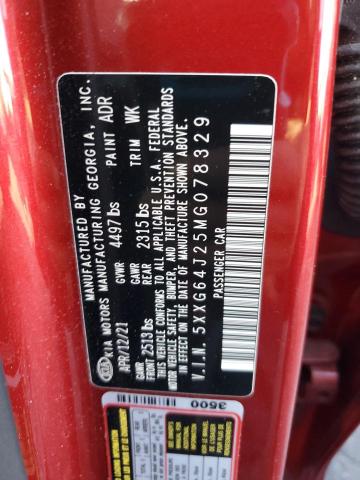 MANUFACTURED BY
KIA MOTORS MANUFACTURING GEORGIA, INC.
APR/12/21 GVWR 4497lbs PAINT ADR
GAWR FRONT 2513lbs GAWR REAR 2315lbs TRIM WK
THIS VEHICLE CONFORMS TO ALL APPLICABLE U.S.A. FEDERAL
MOTOR VEHICLE SAFETY, BUMPER, AND THEFT PREVENTION STANDARDS
IN EFFECT ON THE DATE OF MANUFACTURE SHOWN ABOVE.
V.I.N. 5XXG64J25MG078329
PASSENGER CAR
3500